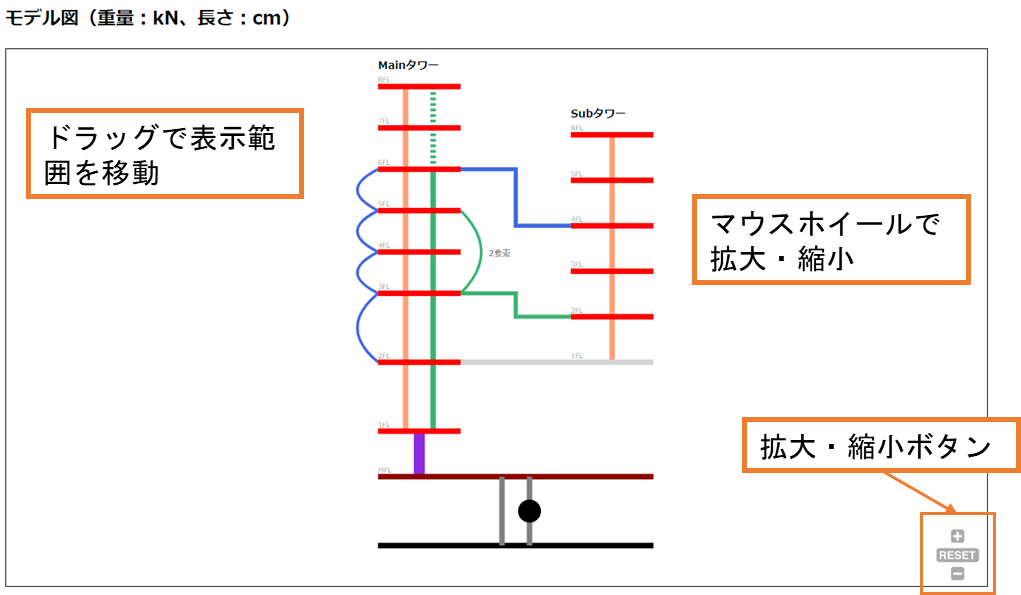 モデル図（重量：kN、長さ：cm）
Mainタワー
RFL
ドラッグで表示範
囲を移動
Subタワー
7FL
RFL
6FL
5FL
5FL
マウスホイールで
拡大・縮小
4FL
4FL
2要素
3FL
3FL
2FL
2FL
1FL
1FL
拡大・縮小ボタン
MFL
RESET